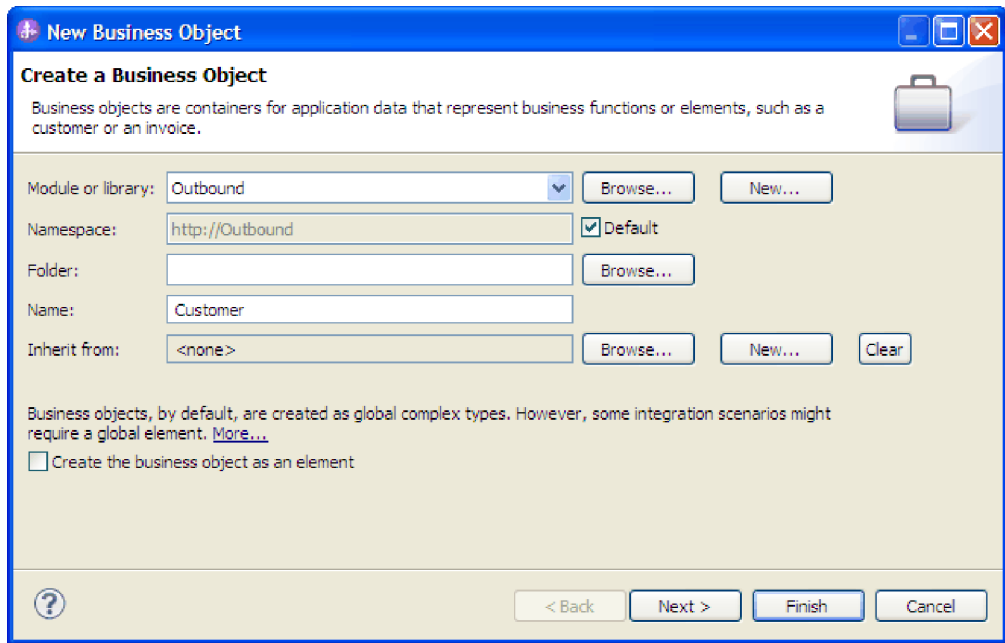 New Business Object
Create a Business Object
Business objects are containers for application data that represent business functions or elements, such as a
customer or an invoice.
Module or library: Outbound Browse... New...
Namespace: http://Outbound Default
Folder: Browse...
Name: Customer
Inherit from: <none> Browse... New... Clear
Business objects, by default, are created as global complex types. However, some integration scenarios might
require a global element. More...
Create the business object as an element
? < Back Next > Finish Cancel